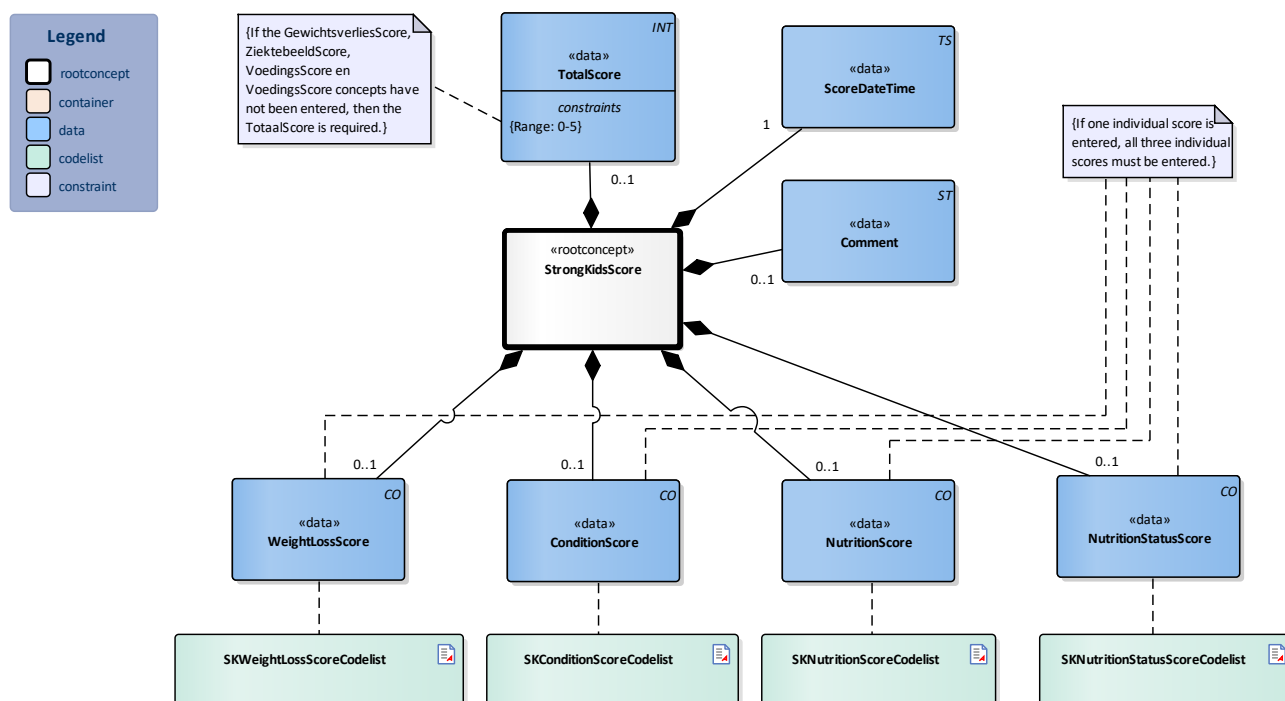 Legend
rootconcept
container
data
codelist
constraint
{If the GewichtsverliesScore,
ZiektebeeldScore,
VoedingsScore en
VoedingsScore concepts have
not been entered, then the
TotaalScore is required.}
INT
«data»
TotalScore
constraints
{Range: 0-5}
0..1
TS
«data»
ScoreDateTime
1
{If one individual score is
entered, all three individual
scores must be entered.}
ST
«data»
Comment
0..1
«rootconcept»
StrongKidsScore
0..1
0..1
0..1
0..1
CO
«data»
WeightLossScore
CO
«data»
ConditionScore
CO
«data»
NutritionScore
CO
«data»
NutritionStatusScore
SKWeightLossScoreCodelist
SKConditionScoreCodelist
SKNutritionScoreCodelist
SKNutritionStatusScoreCodelist